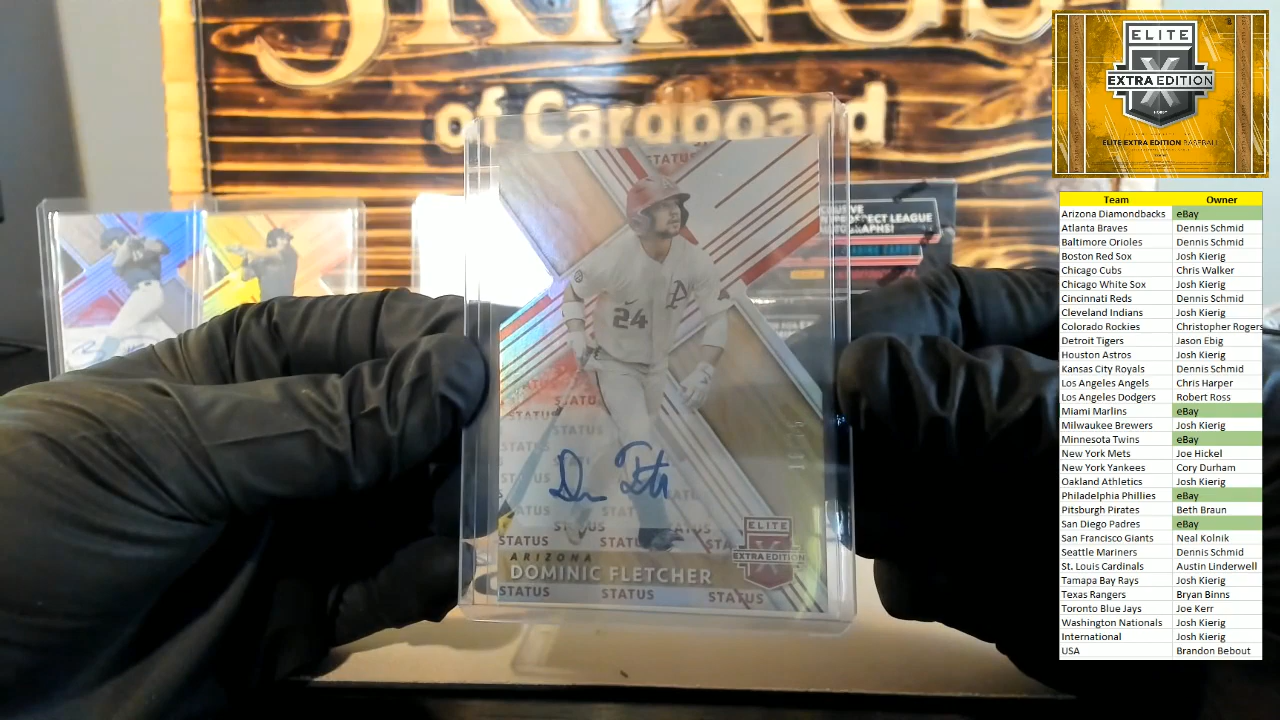 of Cardboard
STATUS
24
A
STATUS
STATUS
STATUS
STATUS
STATUS STATUS STATUS
ELITE
EXTRA EDITION
ARIZONA
DOMINIC FLETCHER
STATUS STATUS STATUS
PROSPECT LEAGUE
ELITE
EXTRA EDITION
ELITE EXTRA EDITION BASEBALL
Team Owner
Arizona Diamondbacks eBay
Atlanta Braves Dennis Schmid
Baltimore Orioles Dennis Schmid
Boston Red Sox Josh Kierig
Chicago Cubs Chris Walker
Chicago White Sox Josh Kierig
Cincinnati Reds Dennis Schmid
Cleveland Indians Josh Kierig
Colorado Rockies Christopher Rogers
Detroit Tigers Jason Ebig
Houston Astros Josh Kierig
Kansas City Royals Dennis Schmid
Los Angeles Angels Chris Harper
Los Angeles Dodgers Robert Ross
Miami Marlins eBay
Milwaukee Brewers Josh Kierig
Minnesota Twins eBay
New York Mets Joe Hickel
New York Yankees Cory Durham
Oakland Athletics Josh Kierig
Philadelphia Phillies eBay
Pittsburgh Pirates Beth Braun
San Diego Padres eBay
San Francisco Giants Neal Kolnik
Seattle Mariners Dennis Schmid
St. Louis Cardinals Austin Linderwell
Tamapa Bay Rays Josh Kierig
Texas Rangers Bryan Binns
Toronto Blue Jays Joe Kerr
Washington Nationals Josh Kierig
International Josh Kierig
USA Brandon Bebout